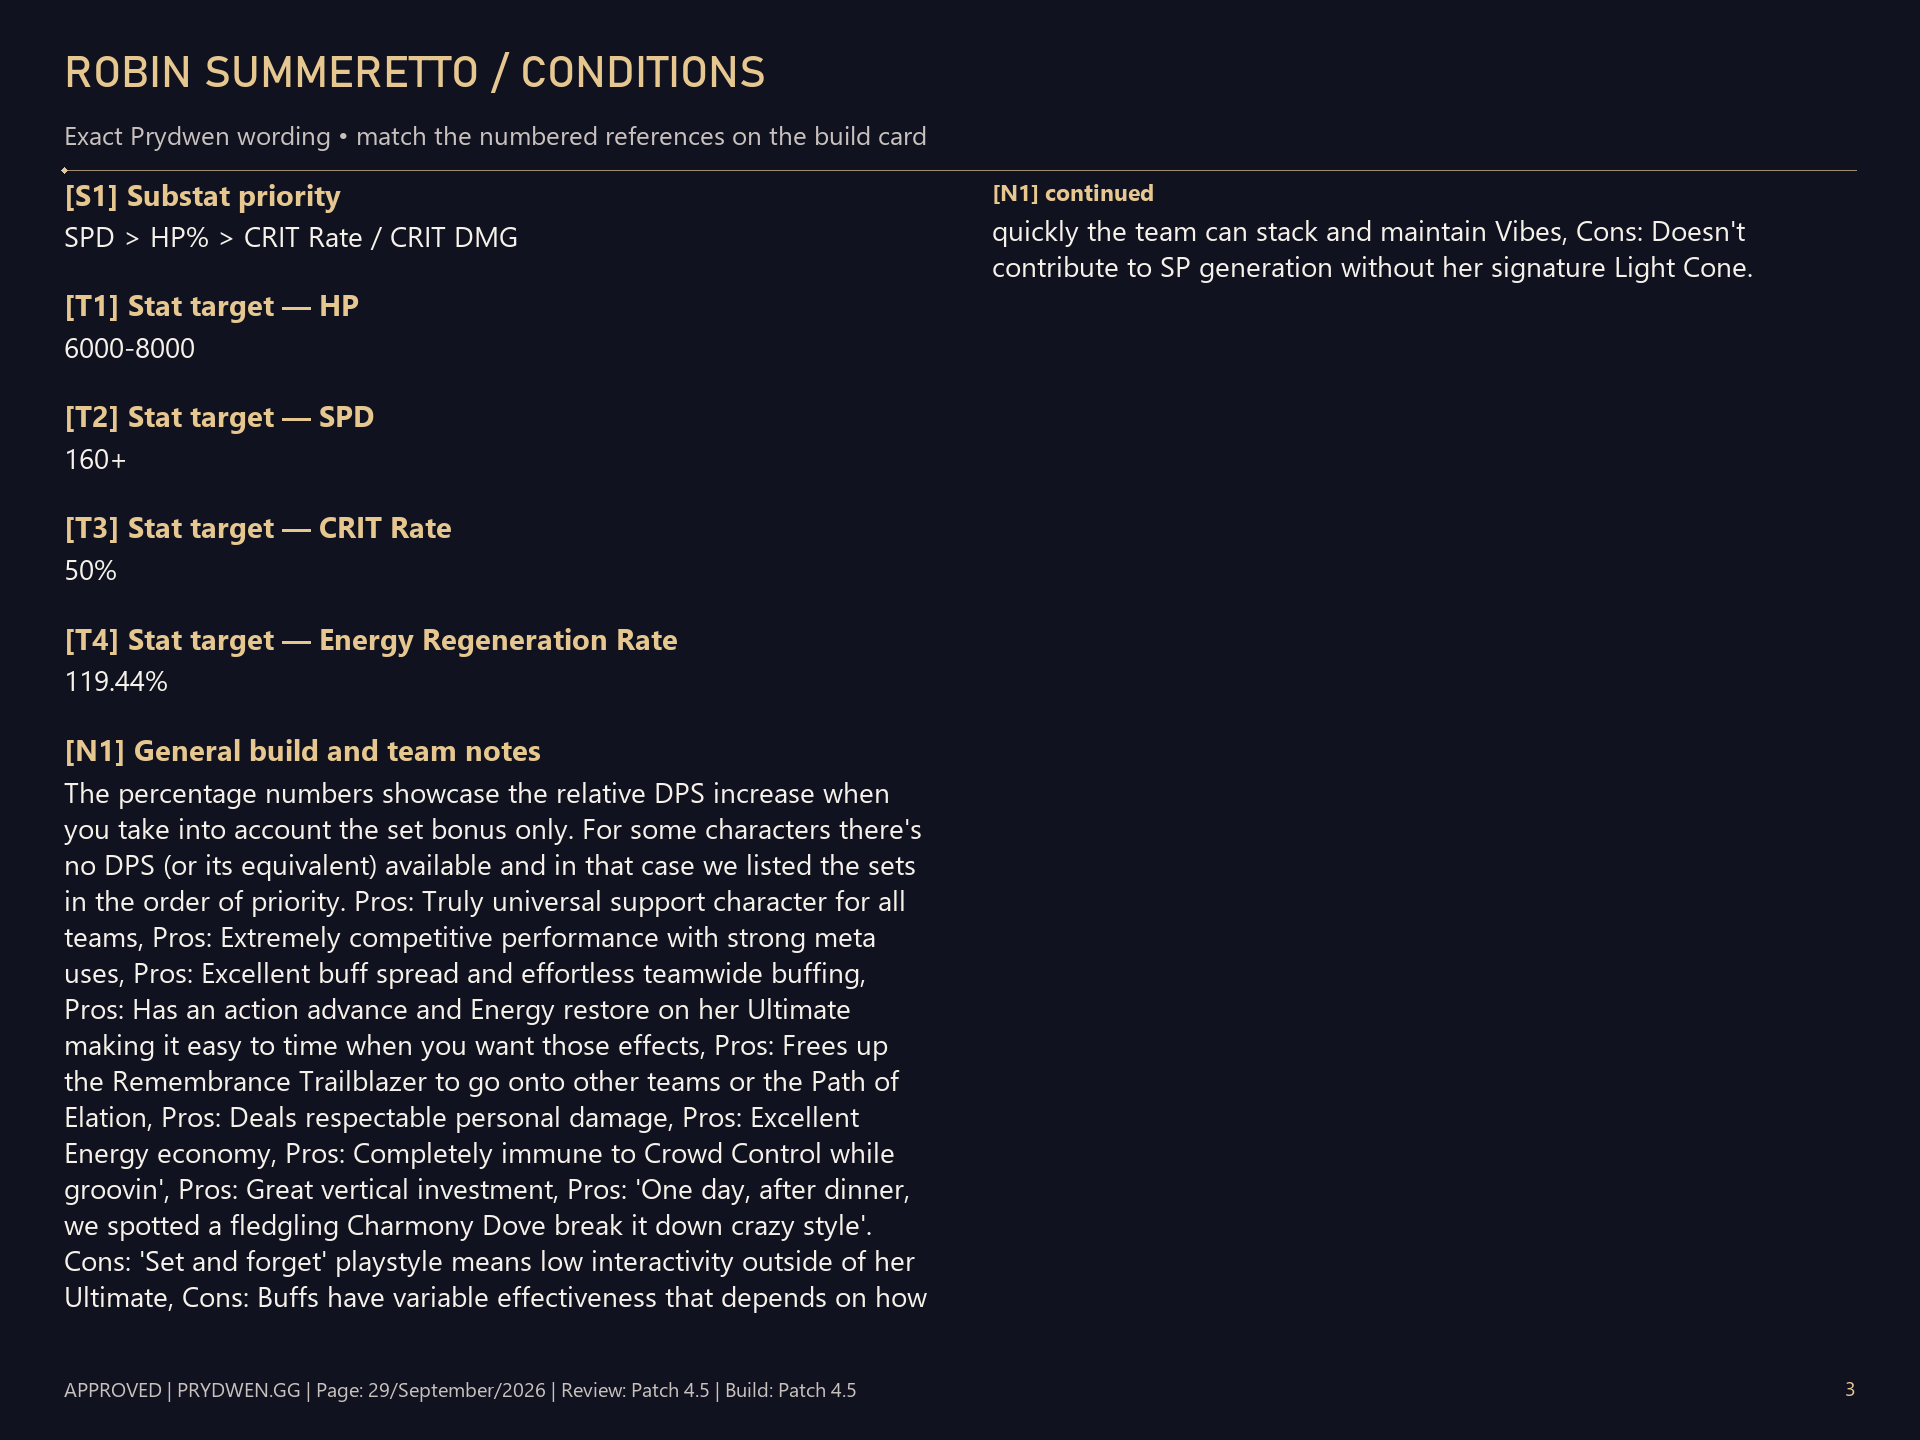 ROBIN SUMMERETTO / CONDITIONS
Exact Prydwen wording • match the numbered references on the build card
[S1] Substat priority
SPD > HP% > CRIT Rate / CRIT DMG
[T1] Stat target — HP
6000-8000
[T2] Stat target — SPD
160+
[T3] Stat target — CRIT Rate
50%
[T4] Stat target — Energy Regeneration Rate
119.44%
[N1] General build and team notes
The percentage numbers showcase the relative DPS increase when
you take into account the set bonus only. For some characters there's
no DPS (or its equivalent) available and in that case we listed the sets
in the order of priority. Pros: Truly universal support character for all
teams, Pros: Extremely competitive performance with strong meta
uses, Pros: Excellent buff spread and effortless teamwide buffing,
Pros: Has an action advance and Energy restore on her Ultimate
making it easy to time when you want those effects, Pros: Frees up
the Remembrance Trailblazer to go onto other teams or the Path of
Elation, Pros: Deals respectable personal damage, Pros: Excellent
Energy economy, Pros: Completely immune to Crowd Control while
groovin', Pros: Great vertical investment, Pros: 'One day, after dinner,
we spotted a fledgling Charmony Dove break it down crazy style'.
Cons: 'Set and forget' playstyle means low interactivity outside of her
Ultimate, Cons: Buffs have variable effectiveness that depends on how
[N1] continued
quickly the team can stack and maintain Vibes, Cons: Doesn't
contribute to SP generation without her signature Light Cone.
APPROVED | PRYDWEN.GG | Page: 29/September/2026 | Review: Patch 4.5 | Build: Patch 4.5
3